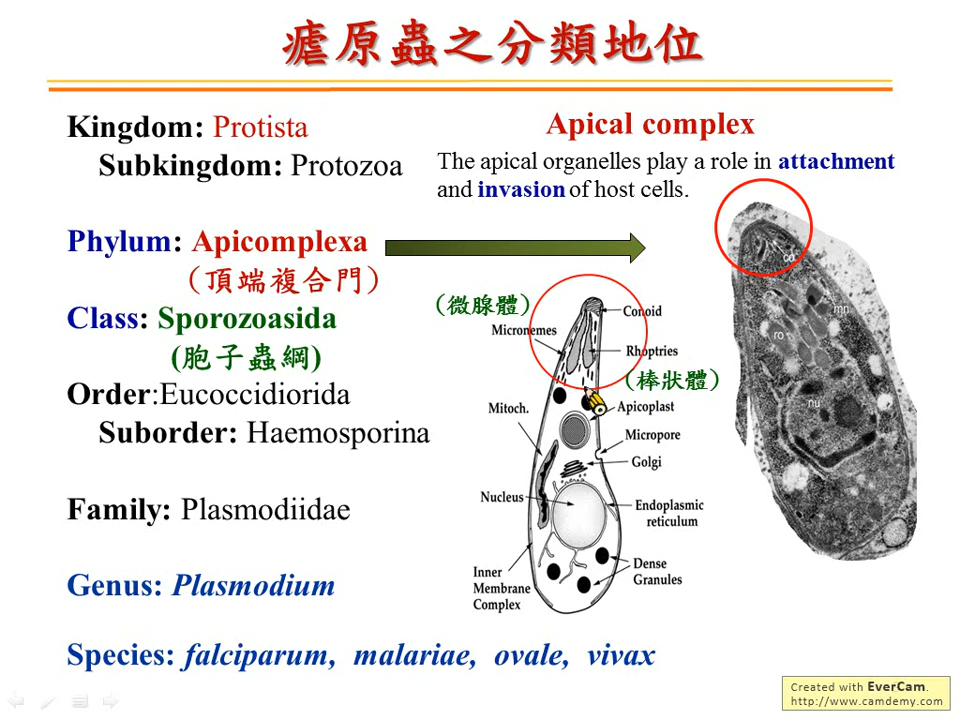 瘧原蟲之分類地位
Kingdom: Protista
Subkingdom: Protozoa
Phylum: Apicomplexa
(頂端複合門)
Class: Sporozoasida
(胞子蟲綱)
Order:Eucoccidiorida
Suborder: Haemosporina
Family: Plasmodiidae
Genus: Plasmodium
Species: falciparum, malariae, ovale, vivax
Apical complex
The apical organelles play a role in attachment
and invasion of host cells.
(微腺體)
Micronemes
Conoid
Rhoptries
(棒狀體)
Mitoch.
Apicoplast
Micropore
Golgi
Nucleus
Endoplasmic
reticulum
Dense
Granules
Inner
Membrane
Complex
co
mn
ro
nu
Created with EverCam.
http://www.camdemy.com